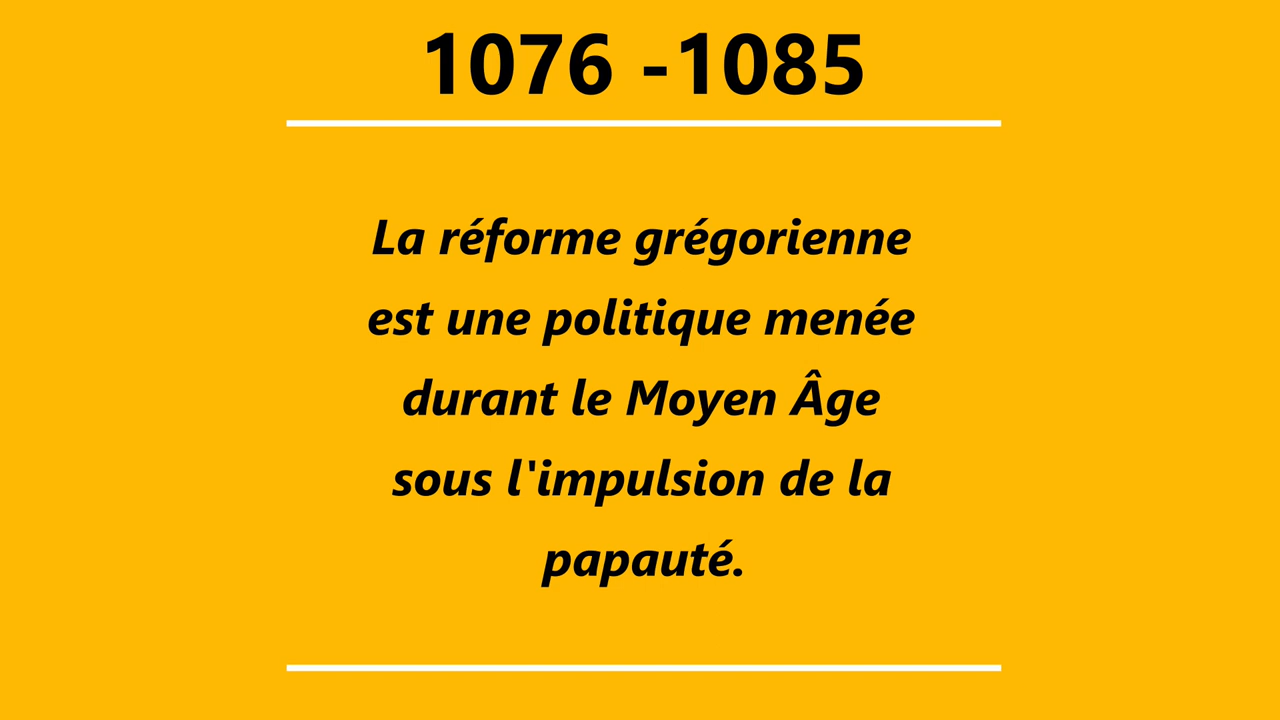 1076 -1085
La réforme grégorienne
est une politique menée
durant le Moyen Âge
sous l'impulsion de la
papauté.